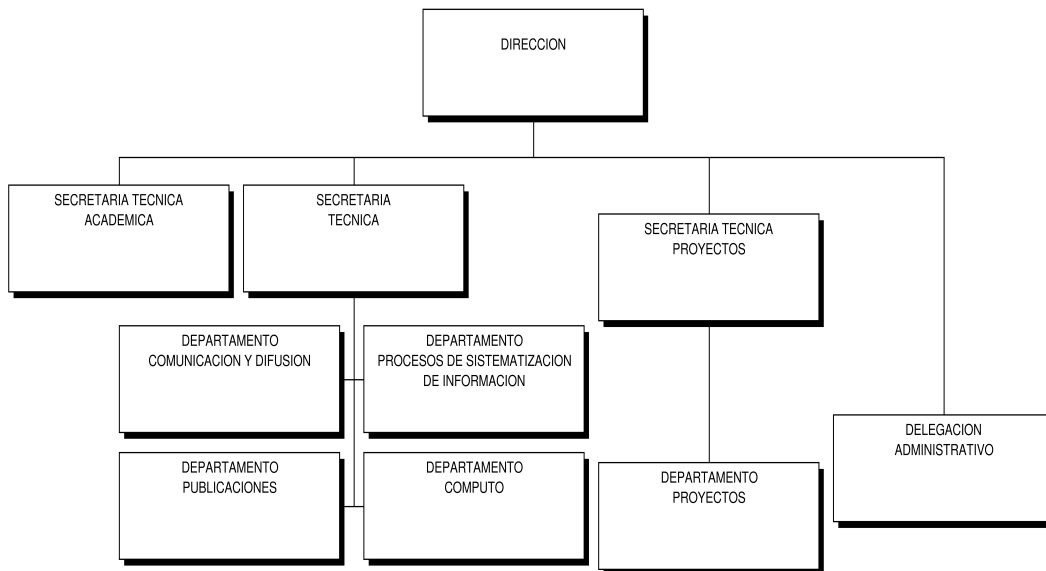 DIRECCION
SECRETARIA TECNICA
ACADEMICA
SECRETARIA
TECNICA
SECRETARIA TECNICA
PROYECTOS
DEPARTAMENTO
COMUNICACION Y DIFUSION
DEPARTAMENTO
PROCESOS DE SISTEMATIZACION
DE INFORMACION
DELEGACION
ADMINISTRATIVO
DEPARTAMENTO
PUBLICACIONES
DEPARTAMENTO
COMPUTO
DEPARTAMENTO
PROYECTOS